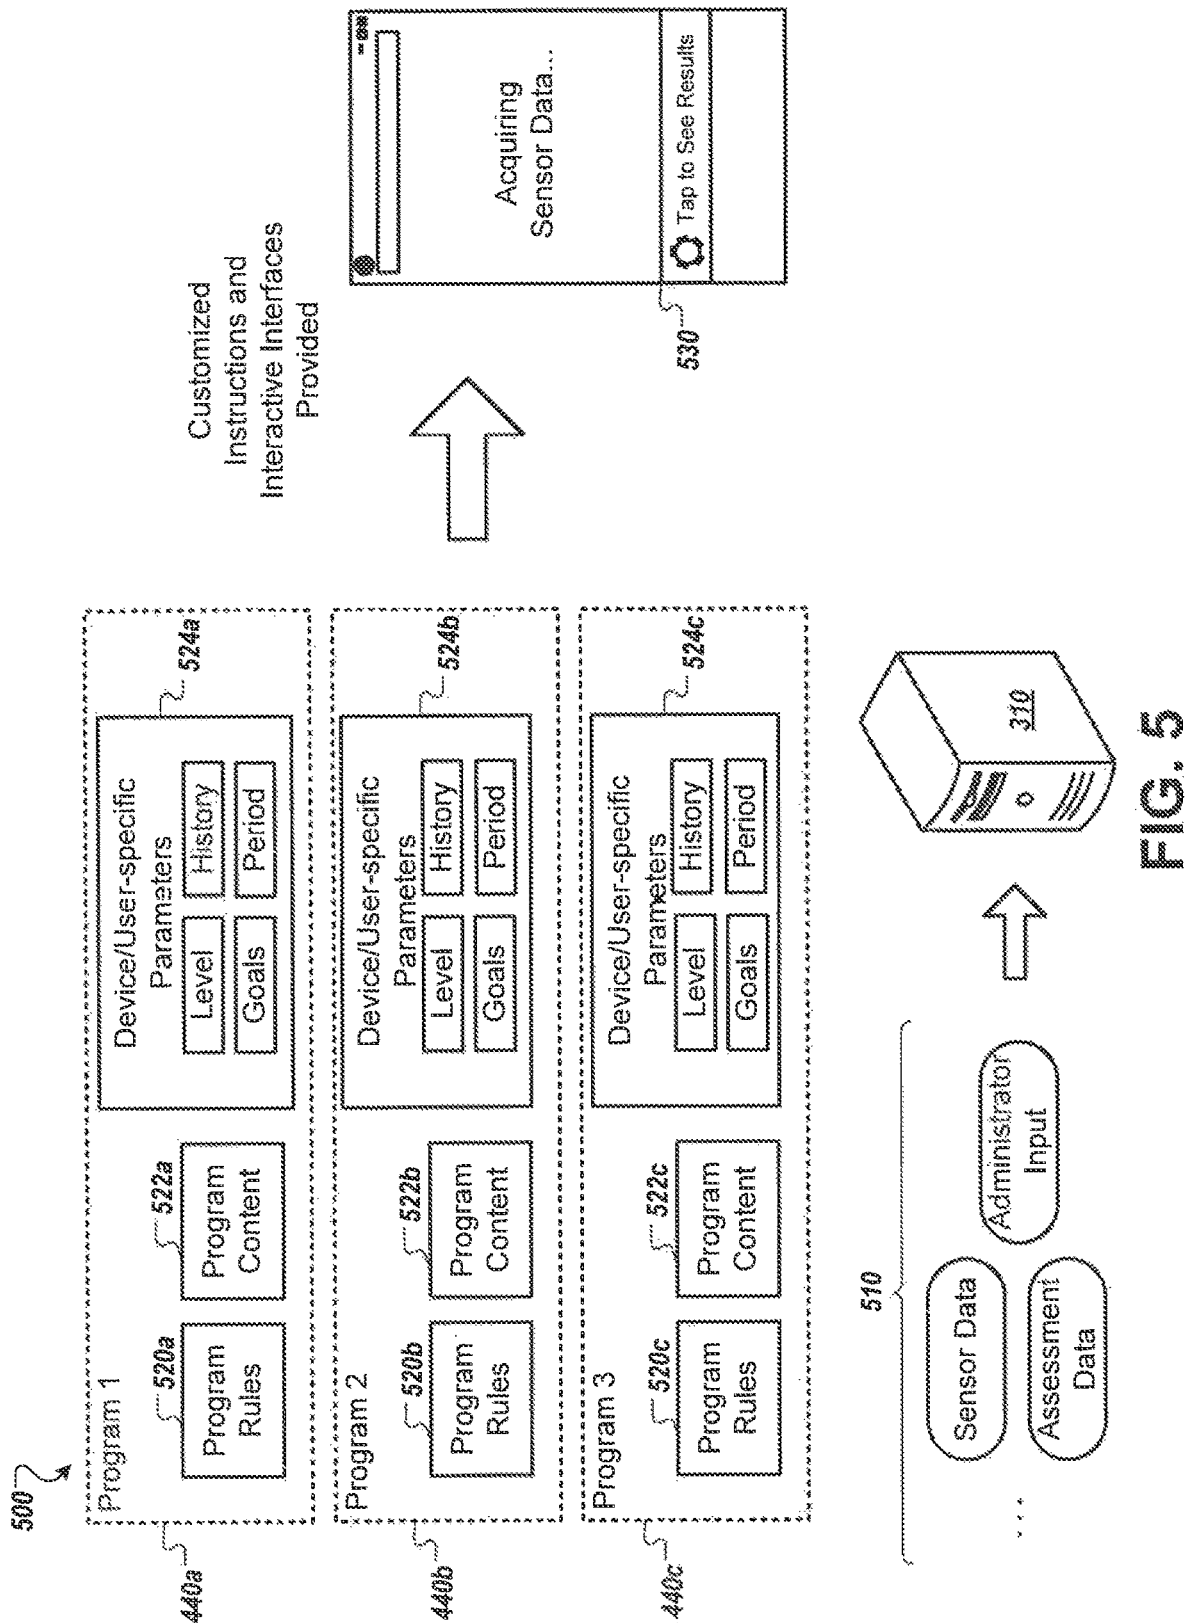 500
Program 1
440a
520a
Program
Rules
522a
Program
Content
524a
Device/User-specific
Parameters
Level
History
Goals
Period
Program 2
440b
520b
Program
Rules
522b
Program
Content
524b
Device/User-specific
Parameters
Level
History
Goals
Period
Program 3
440c
520c
Program
Rules
522c
Program
Content
524c
Device/User-specific
Parameters
Level
History
Goals
Period
Customized
Instructions and
Interactive Interfaces
Provided
Acquiring
Sensor Data...
Tap to See Results
530
510
Sensor Data
Assessment
Data
Administrator
Input
...
310
FIG. 5